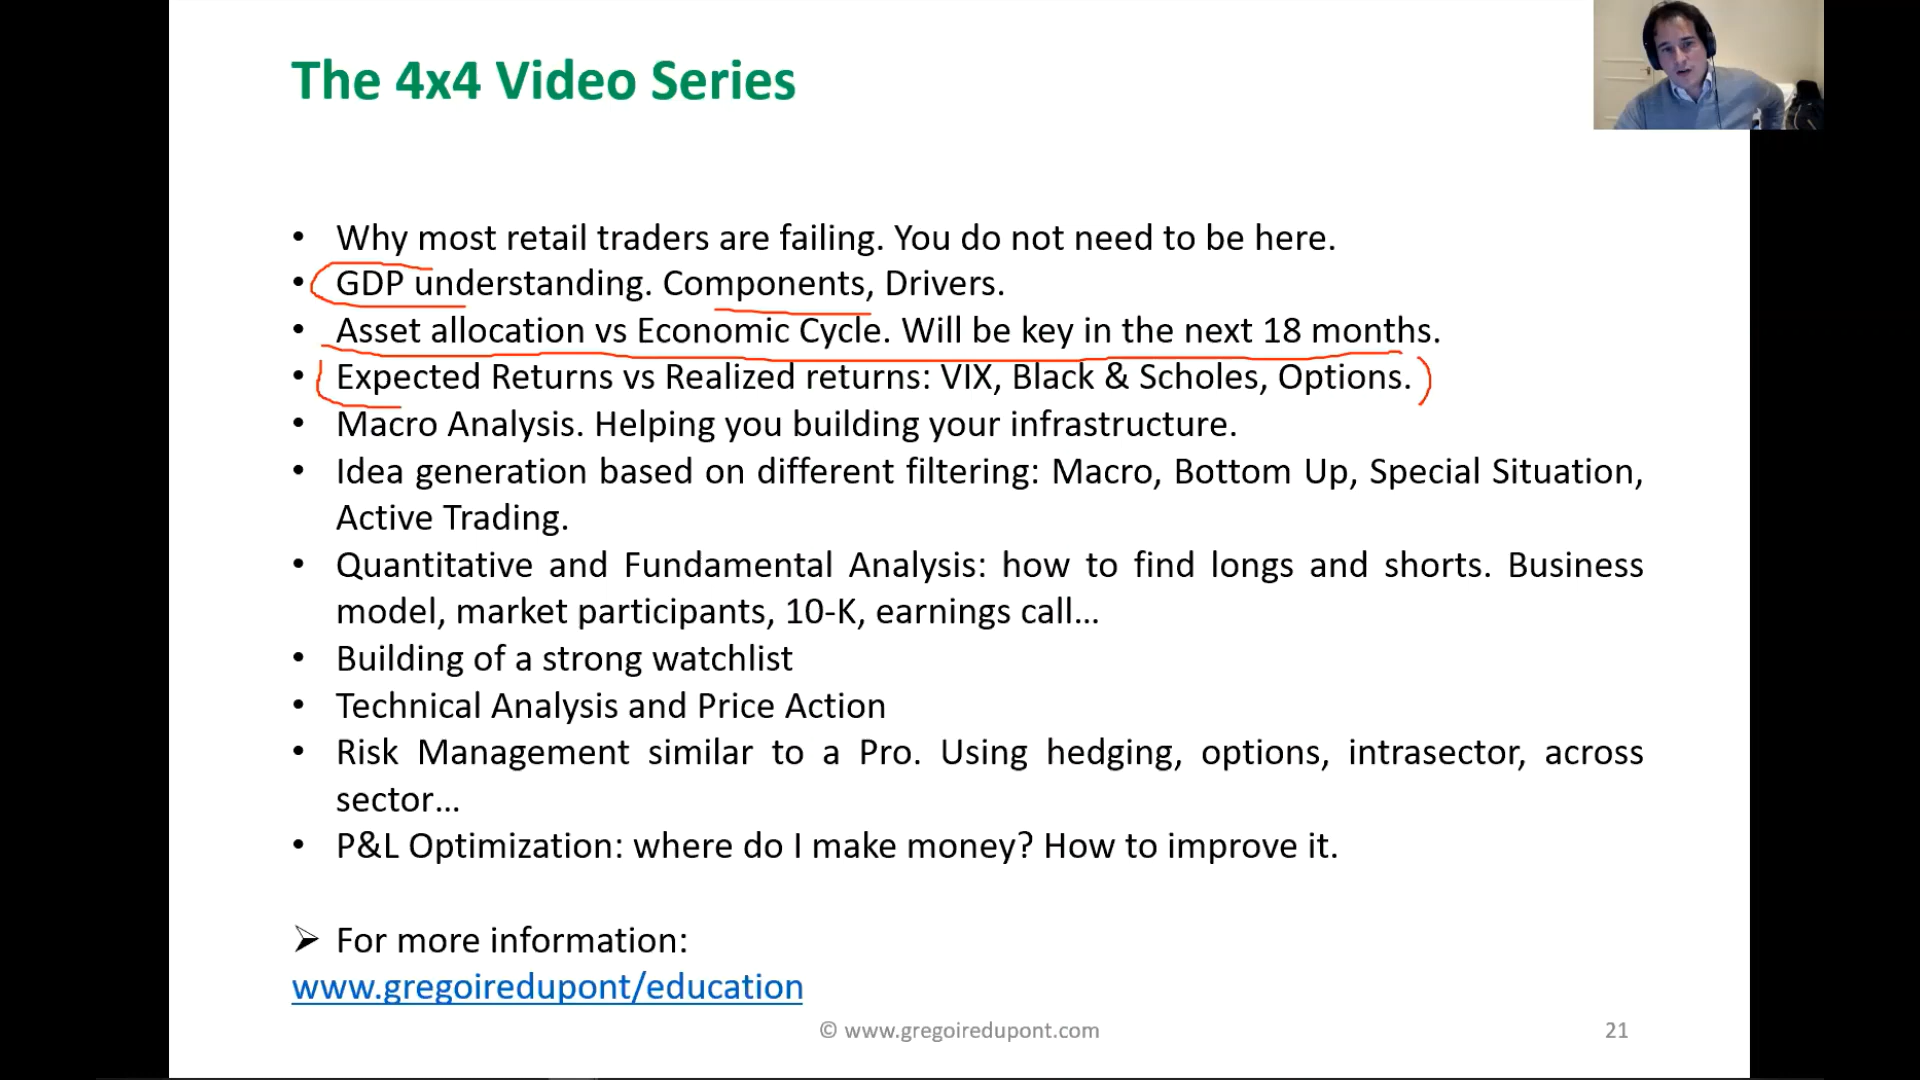 The 4x4 Video Series
• Why most retail traders are failing. You do not need to be here.
• GDP understanding. Components, Drivers.
• Asset allocation vs Economic Cycle. Will be key in the next 18 months.
• Expected Returns vs Realized returns: VIX, Black & Scholes, Options.
• Macro Analysis. Helping you building your infrastructure.
• Idea generation based on different filtering: Macro, Bottom Up, Special Situation,
Active Trading.
• Quantitative and Fundamental Analysis: how to find longs and shorts. Business
model, market participants, 10-K, earnings call…
• Building of a strong watchlist
• Technical Analysis and Price Action
• Risk Management similar to a Pro. Using hedging, options, intrasector, across
sector…
• P&L Optimization: where do I make money? How to improve it.
➢ For more information:
www.gregoiredupont/education
© www.gregoiredupont.com
21